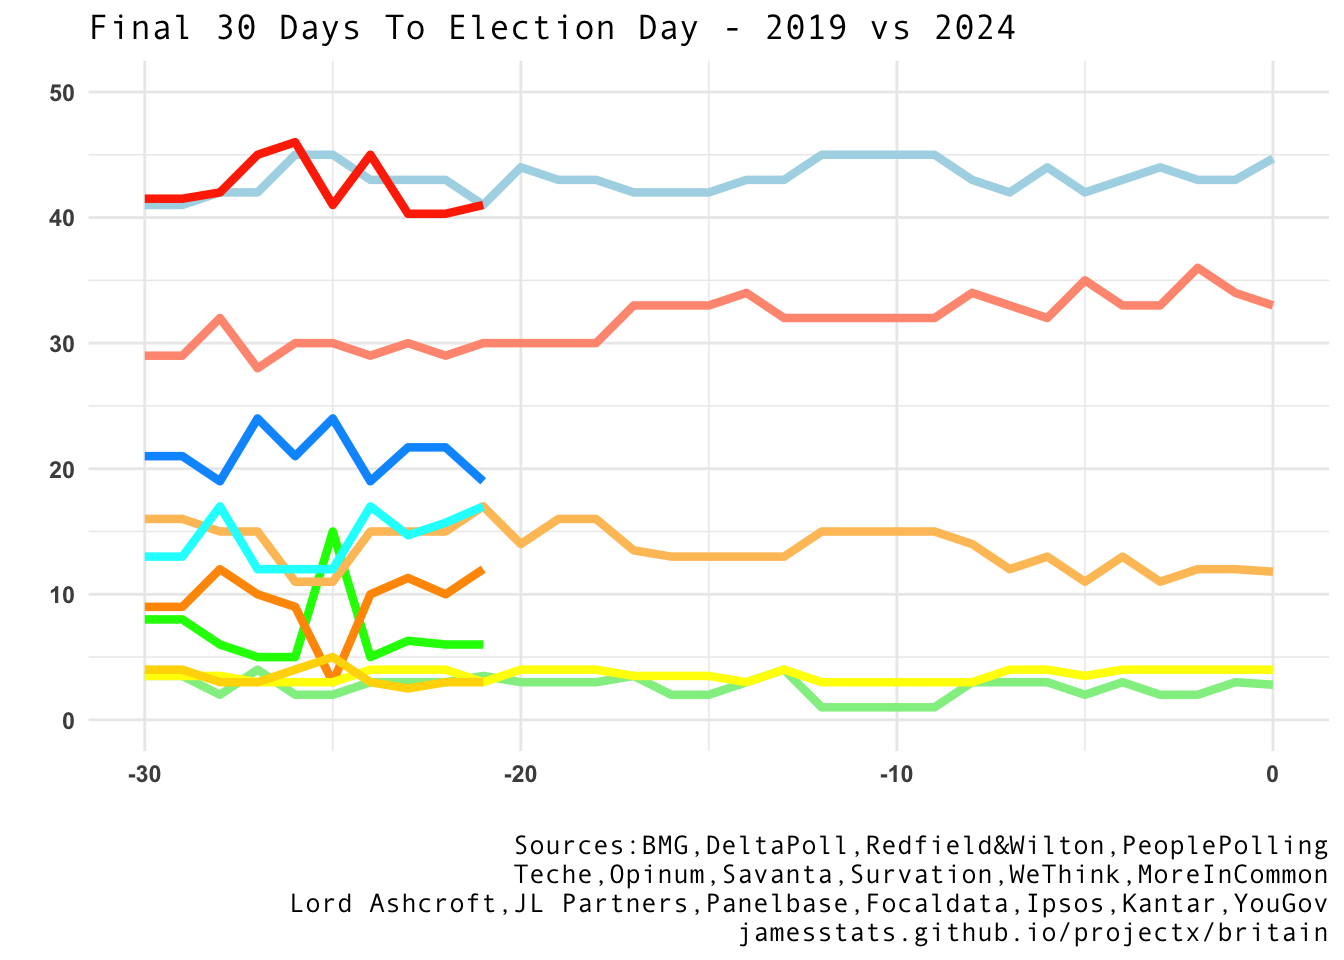 Final 30 Days To Election Day - 2019 vs 2024
50
40
30
20
10
0
-30 -20 -10 0
Sources:BMG,DeltaPoll,Redfield&Wilton,PeoplePolling
Teche,Opinum,Savanta,Survation,WeThink,MoreInCommon
Lord Ashcroft,JL Partners,Panelbase,Focaldata,Ipsos,Kantar,YouGov
jamesstats.github.io/projectx/britain